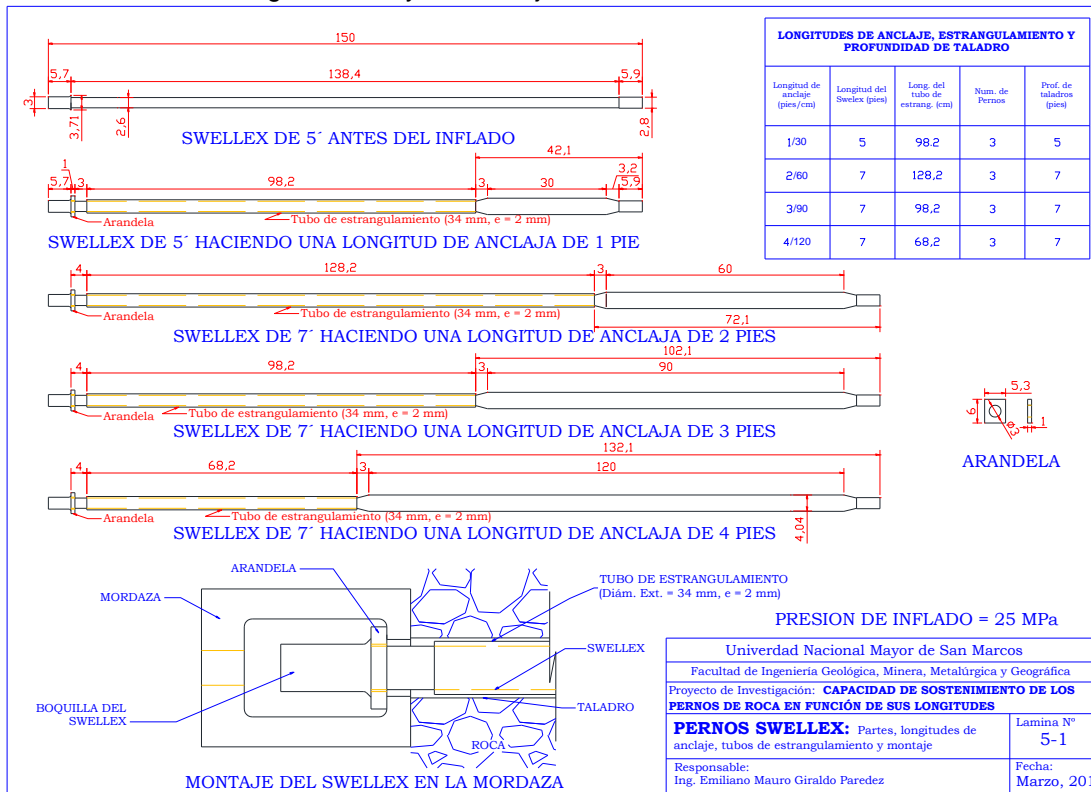 150
5,7
138,4
5,9
3
3,71
2,6
2,8
SWELLEX DE 5´ ANTES DEL INFLADO
42,1
1
5,7
3
98,2
3
30
3,2
5,9
Arandela
Tubo de estrangulamiento (34 mm, e = 2 mm)
SWELLEX DE 5´ HACIENDO UNA LONGITUD DE ANCLAJA DE 1 PIE
4
128,2
3
60
Arandela
Tubo de estrangulamiento (34 mm, e = 2 mm)
72,1
SWELLEX DE 7´ HACIENDO UNA LONGITUD DE ANCLAJA DE 2 PIES
102,1
4
98,2
3
90
Arandela
Tubo de estrangulamiento (34 mm, e = 2 mm)
SWELLEX DE 7´ HACIENDO UNA LONGITUD DE ANCLAJA DE 3 PIES
132,1
4
68,2
3
120
Arandela
Tubo de estrangulamiento (34 mm, e = 2 mm)
4,04
SWELLEX DE 7´ HACIENDO UNA LONGITUD DE ANCLAJA DE 4 PIES
LONGITUDES DE ANCLAJE, ESTRANGULAMIENTO Y
PROFUNDIDAD DE TALADRO
Longitud de anclaje (pies/cm) Longitud del Swelex (pies) Long. del tubo de estrang. (cm) Num. de Pernos Prof. de taladros (pies)
1/30 5 98.2 3 5
2/60 7 128,2 3 7
3/90 7 98,2 3 7
4/120 7 68,2 3 7
5,3
6
ø3
1
ARANDELA
ARANDELA
MORDAZA
BOQUILLA DEL
SWELLEX
TUBO DE ESTRANGULAMIENTO
(Diám. Ext. = 34 mm, e = 2 mm)
SWELLEX
TALADRO
ROCA
MONTAJE DEL SWELLEX EN LA MORDAZA
PRESION DE INFLADO = 25 MPa
Univerdad Nacional Mayor de San Marcos
Facultad de Ingeniería Geológica, Minera, Metalúrgica y Geográfica
Proyecto de Investigación: CAPACIDAD DE SOSTENIMIENTO DE LOS
PERNOS DE ROCA EN FUNCIÓN DE SUS LONGITUDES
PERNOS SWELLEX: Partes, longitudes de
anclaje, tubos de estrangulamiento y montaje
Lamina Nº
5-1
Responsable:
Ing. Emiliano Mauro Giraldo Paredez
Fecha:
Marzo, 201